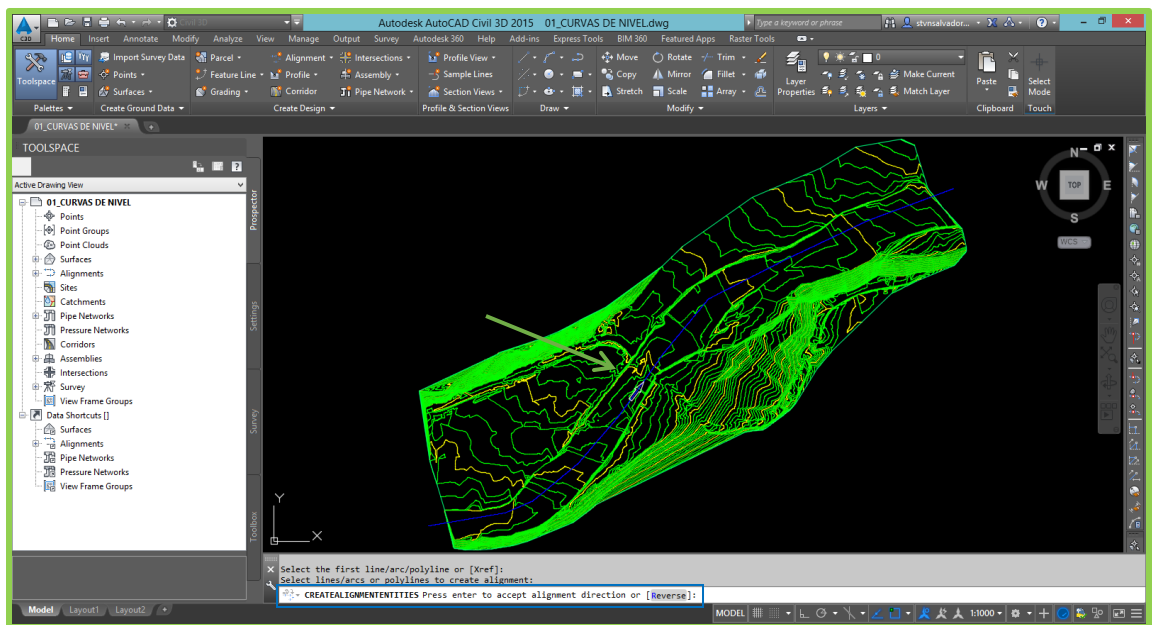 Civil 3D
Autodesk AutoCAD Civil 3D 2015 01_CURVAS DE NIVEL.dwg
Type a keyword or phrase
stvnsalvador...
C3D
Home Insert Annotate Modify Analyze View Manage Output Survey Autodesk 360 Help Add-ins Express Tools BIM 360 Featured Apps Raster Tools
Import Survey Data Parcel Alignment Intersections Profile View Move Rotate Trim 0
Toolspace Points Feature Line Profile Assembly Sample Lines Copy Mirror Fillet Layer Properties Make Current Paste Select Mode
Surfaces Grading Corridor Pipe Network Section Views Stretch Scale Array Match Layer
Palettes Create Ground Data Create Design Profile & Section Views Draw Modify Layers Clipboard Touch
01_CURVAS DE NIVEL*
TOOLSPACE
Active Drawing View
01_CURVAS DE NIVEL
Points
Point Groups
Point Clouds
Surfaces
Alignments
Sites
Catchments
Pipe Networks
Pressure Networks
Corridors
Assemblies
Intersections
Survey
View Frame Groups
Data Shortcuts []
Surfaces
Alignments
Pipe Networks
Pressure Networks
View Frame Groups
Prospector
Settings
Survey
Toolbox
N
W TOP E
S
WCS
Y
X
Select the first line/arc/polyline or [Xref]:
Select lines/arcs or polylines to create alignment:
CREATEALIGNMENTENTITIES Press enter to accept alignment direction or [Reverse]:
Model Layout1 Layout2 +
MODEL 1:1000